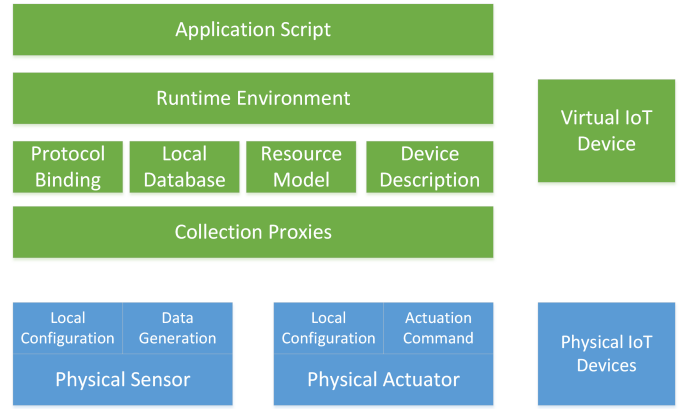 Application Script
Runtime Environment
Virtual IoT
Device
Protocol
Binding
Local
Database
Resource
Model
Device
Description
Collection Proxies
Local
Configuration
Data
Generation
Physical Sensor
Local
Configuration
Actuation
Command
Physical Actuator
Physical IoT
Devices